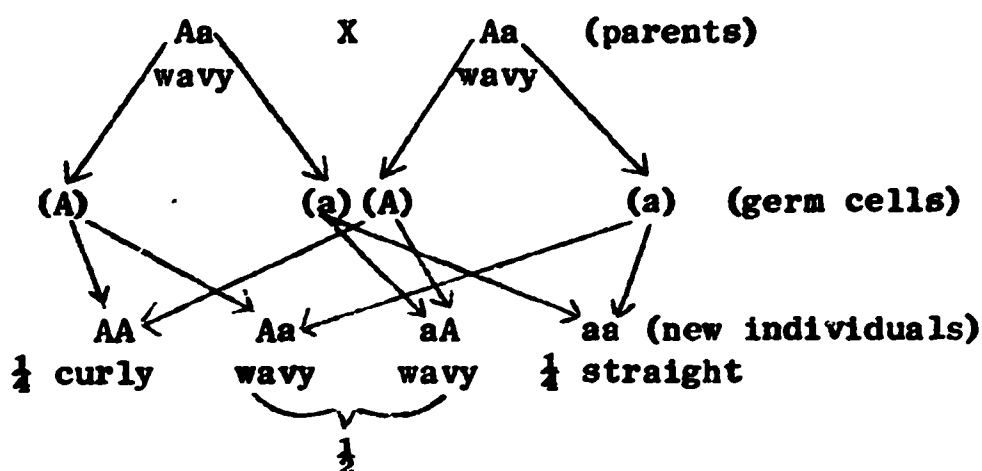 Aa X Aa (parents)
wavy wavy
(A) (a) (A) (a) (germ cells)
AA Aa aA aa (new individuals)
1/4 curly wavy wavy 1/4 straight
1/2